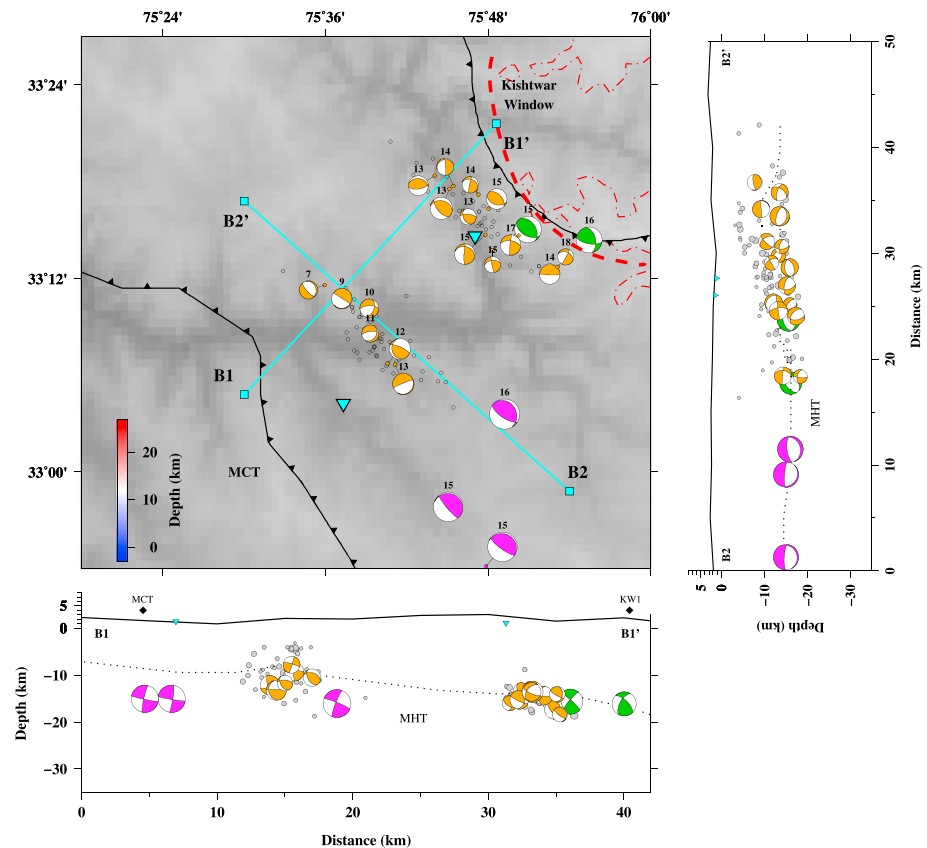 75˚24' 75˚36' 75˚48' 76˚00'
33˚24'
33˚12'
33˚00'
Kishtwar
Window
B1'
B2'
B1
B2
MCT
14
13
14
13
15
13
15
16
17
15
15
18
14
7
9
10
11
12
13
16
15
15
20
10
0
Depth (km)
B2'
B2
MHT
50
40
30
20
10
0
Distance (km)
5 0 −10 −20 −30
Depth (km)
MCT
KW1
B1
B1'
5
0
−10
−20
−30
Depth (km)
MHT
0 10 20 30 40
Distance (km)